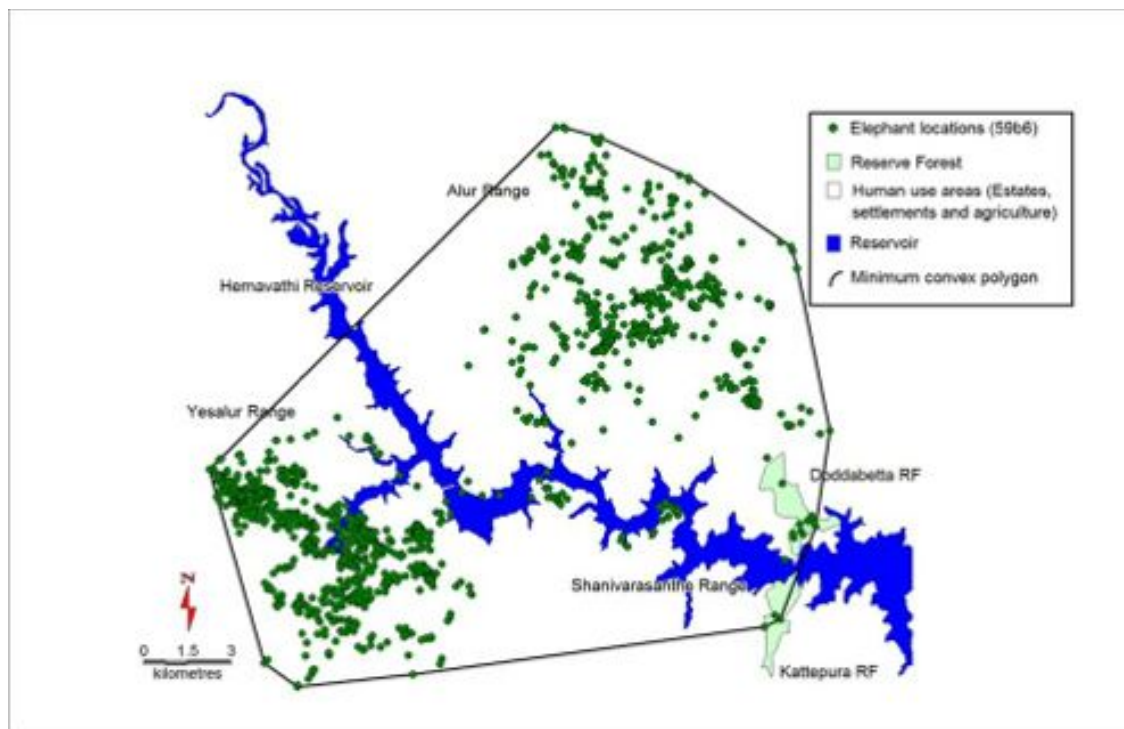 Elephant locations (59b6)
Reserve Forest
Human use areas (Estates,
settlements and agriculture)
Reservoir
Minimum convex polygon
Alur Range
Hemavathi Reservoir
Yesalur Range
Doddabetta RF
Shanivarasanthe Range
Kattepura RF
N
0 1.5 3
kilometres